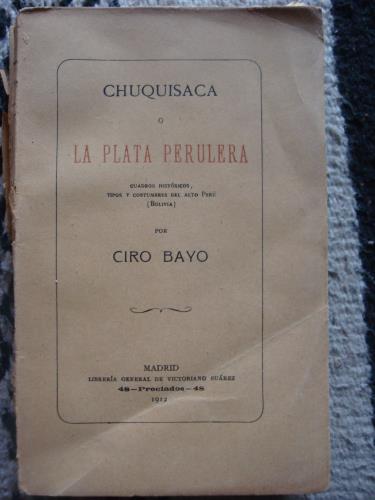 CHUQUISACA
O
LA PLATA PERULERA
CUADROS HISTÓRICOS,
TIPOS Y COSTUMBRES DEL ALTO PERÚ
(BOLIVIA)
POR
CIRO BAYO
MADRID
LIBRERÍA GENERAL DE VICTORIANO SUÁREZ
48-Preciados-48
1912